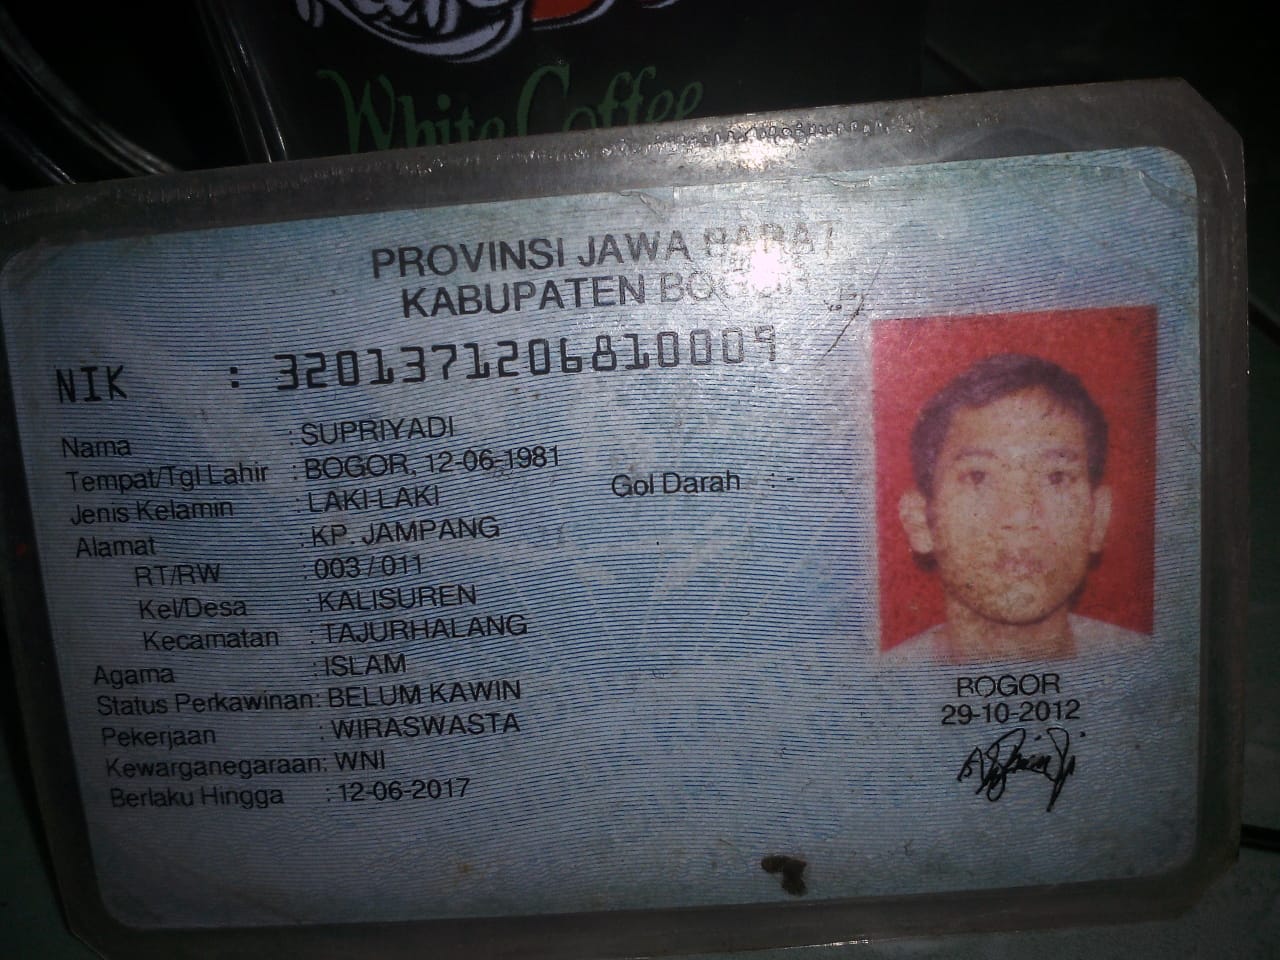 White Coffee
PROVINSI JAWA BARAT
KABUPATEN BOGOR
NIK : 3201371206810009
Nama : SUPRIYADI
Tempat/Tgl Lahir : BOGOR, 12-06-1981
Jenis Kelamin : LAKI-LAKI Gol Darah : -
Alamat : KP. JAMPANG
RT/RW : 003 / 011
Kel/Desa : KALISUREN
Kecamatan : TAJURHALANG
Agama : ISLAM
Status Perkawinan: BELUM KAWIN
Pekerjaan : WIRASWASTA
Kewarganegaraan: WNI
Berlaku Hingga : 12-06-2017
BOGOR
29-10-2012